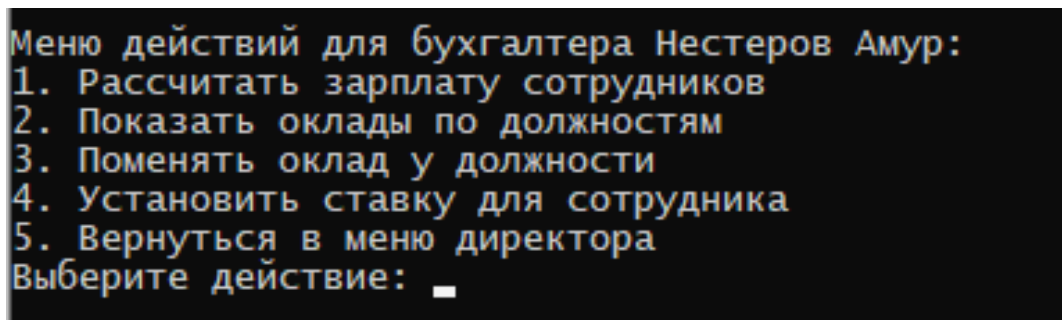 Меню действий для бухгалтера Нестеров Амур:
1. Рассчитать зарплату сотрудников
2. Показать оклады по должностям
3. Поменять оклад у должности
4. Установить ставку для сотрудника
5. Вернуться в меню директора
Выберите действие: